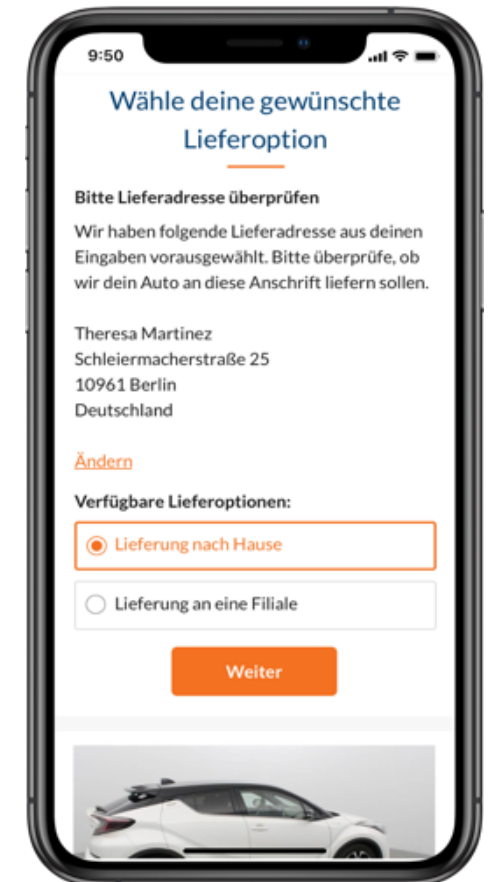 9:50
Wähle deine gewünschte
Lieferoption
Bitte Lieferadresse überprüfen
Wir haben folgende Lieferadresse aus deinen
Eingaben vorausgewählt. Bitte überprüfe, ob
wir dein Auto an diese Anschrift liefern sollen.
Theresa Martinez
Schleiermacherstraße 25
10961 Berlin
Deutschland
Ändern
Verfügbare Lieferoptionen:
Lieferung nach Hause
Lieferung an eine Filiale
Weiter